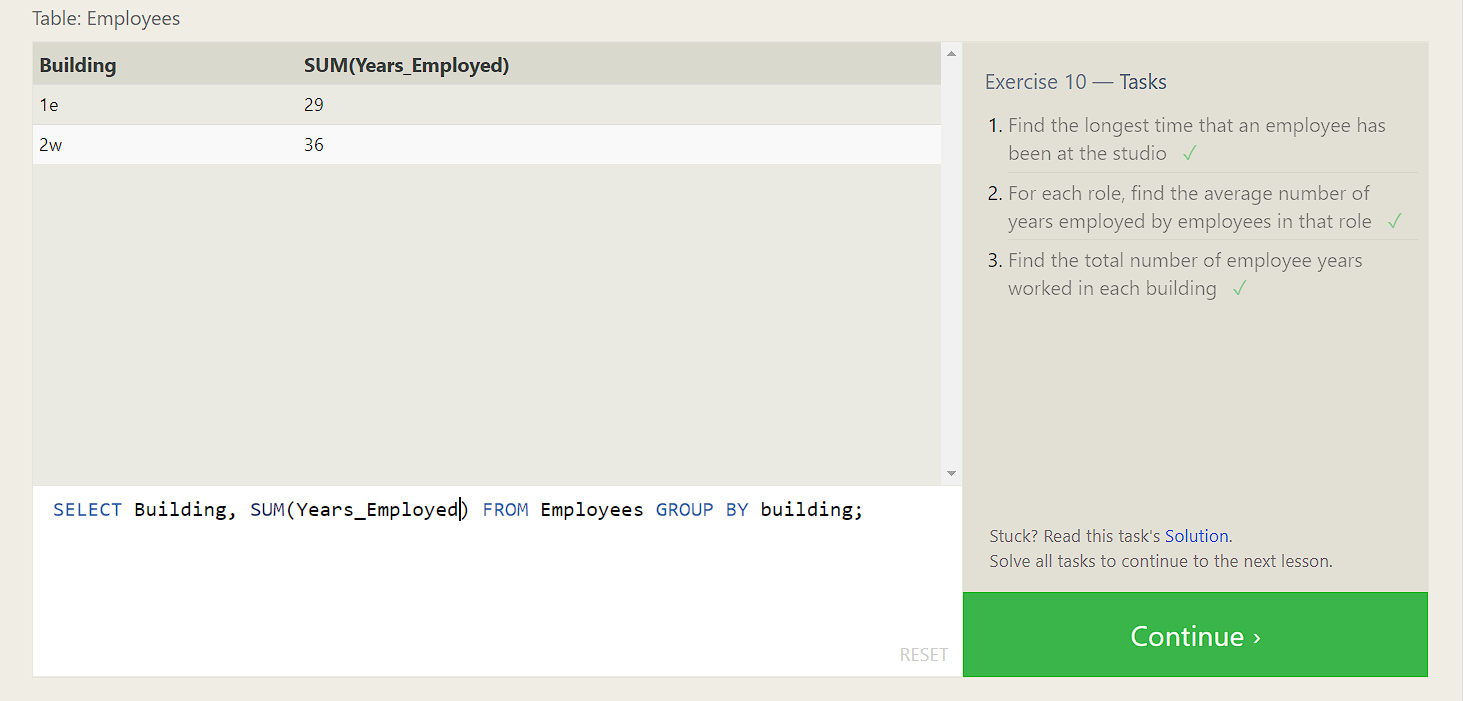 Table: Employees
Building SUM(Years_Employed)
1e 29
2w 36
SELECT Building, SUM(Years_Employed) FROM Employees GROUP BY building;
RESET
Exercise 10 — Tasks
1. Find the longest time that an employee has
been at the studio ✓
2. For each role, find the average number of
years employed by employees in that role ✓
3. Find the total number of employee years
worked in each building ✓
Stuck? Read this task's Solution.
Solve all tasks to continue to the next lesson.
Continue ›